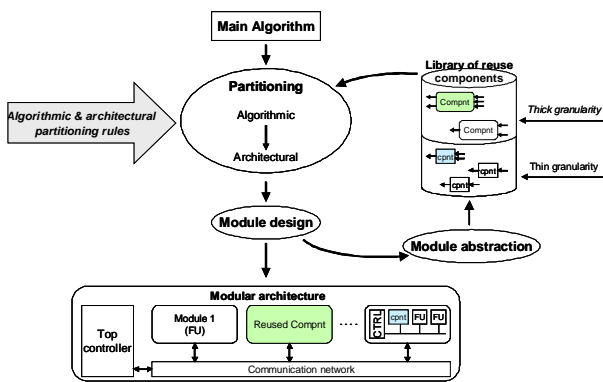 Main Algorithm
Library of reuse
components
Partitioning
Algorithmic
Architectural
Algorithmic & architectural
partitioning rules
Compnt
Compnt
cpnt
cpnt
cpnt
Thick granularity
Thin granularity
Module design
Module abstraction
Modular architecture
Top
controller
Module 1
(FU)
Reused Compnt
....
CTRL
cpnt
FU
FU
Communication network